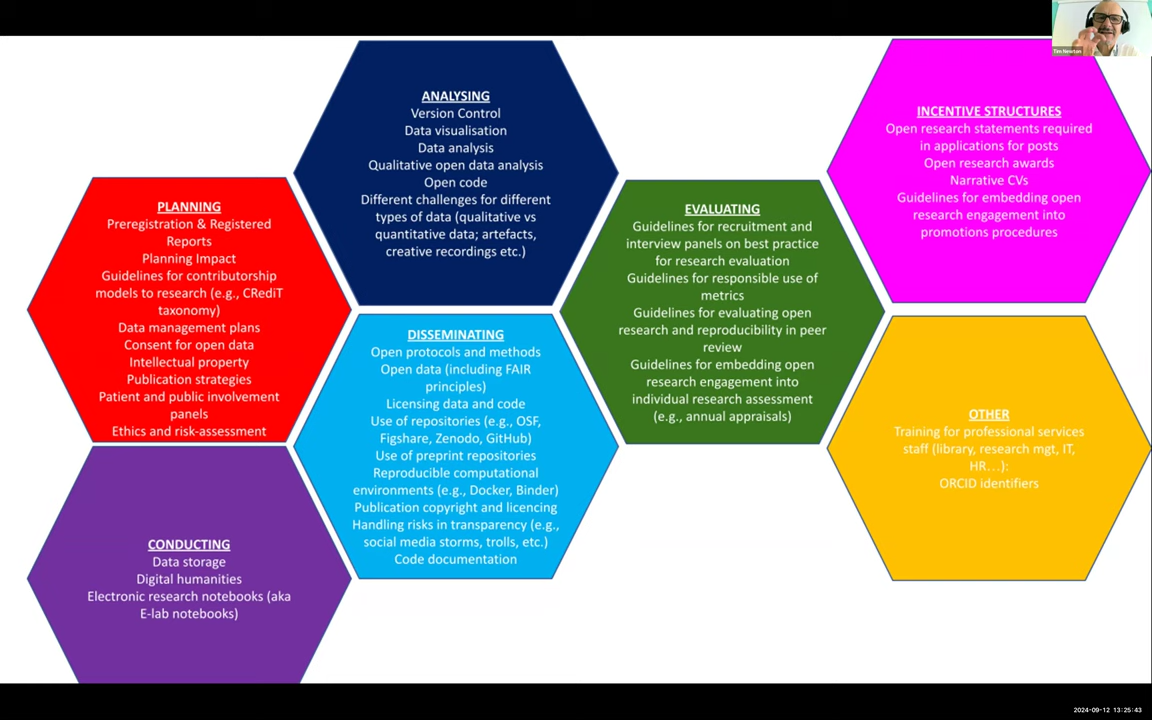 ANALYSING
Version Control
Data visualisation
Data analysis
Qualitative open data analysis
Open code
Different challenges for different
types of data (qualitative vs
quantitative data; artefacts,
creative recordings etc.)
INCENTIVE STRUCTURES
Open research statements required
in applications for posts
Open research awards
Narrative CVs
Guidelines for embedding open
research engagement into
promotions procedures
PLANNING
Preregistration & Registered
Reports
Planning Impact
Guidelines for contributorship
models to research (e.g., CRediT
taxonomy)
Data management plans
Consent for open data
Intellectual property
Publication strategies
Patient and public involvement
panels
Ethics and risk-assessment
EVALUATING
Guidelines for recruitment and
interview panels on best practice
for research evaluation
Guidelines for responsible use of
metrics
Guidelines for evaluating open
research and reproducibility in peer
review
Guidelines for embedding open
research engagement into
individual research assessment
(e.g., annual appraisals)
DISSEMINATING
Open protocols and methods
Open data (including FAIR
principles)
Licensing data and code
Use of repositories (e.g., OSF,
Figshare, Zenodo, GitHub)
Use of preprint repositories
Reproducible computational
environments (e.g., Docker, Binder)
Publication copyright and licencing
Handling risks in transparency (e.g.,
social media storms, trolls, etc.)
Code documentation
OTHER
Training for professional services
staff (library, research mgt, IT,
HR…):
ORCID identifiers
CONDUCTING
Data storage
Digital humanities
Electronic research notebooks (aka
E-lab notebooks)
Tim Newton
2024-09-12 13:25:43